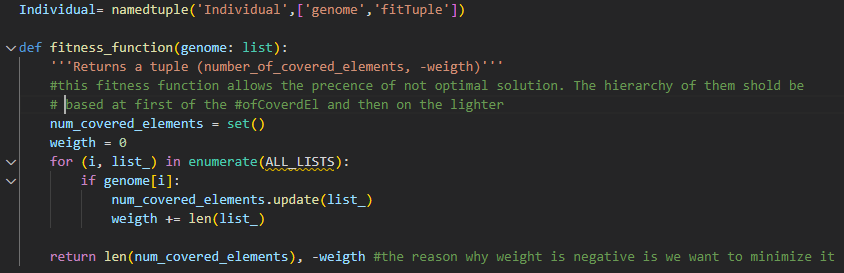 Individual= namedtuple('Individual',['genome','fitTuple'])
def fitness_function(genome: list):
'''Returns a tuple (number_of_covered_elements, -weigth)'''
#this fitness function allows the precence of not optimal solution. The hierarchy of them shold be
# based at first of the #ofCoverdEl and then on the lighter
num_covered_elements = set()
weigth = 0
for (i, list_) in enumerate(ALL_LISTS):
if genome[i]:
num_covered_elements.update(list_)
weigth += len(list_)
return len(num_covered_elements), -weigth #the reason why weight is negative is we want to minimize it